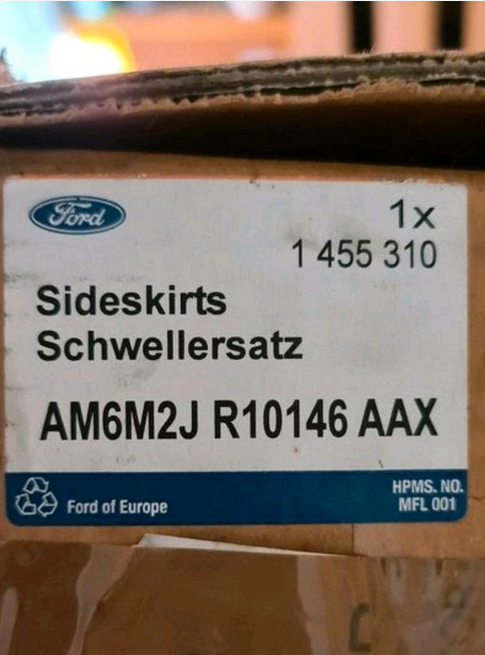 Ford
1x
1 455 310
Sideskirts
Schwellersatz
AM6M2J R10146 AAX
Ford of Europe
HPMS. NO.
MFL 001